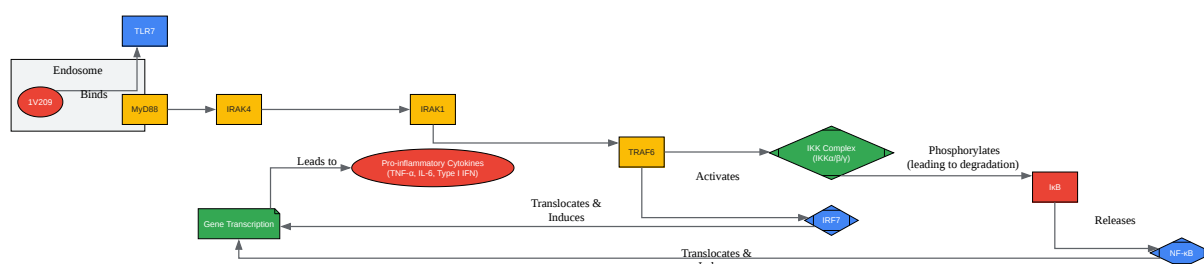 TLR7
Endosome
1V209
Binds
MyD88
IRAK4
IRAK1
TRAF6
IKK Complex
(IKKα/β/γ)
Phosphorylates
(leading to degradation)
Leads to
Pro-inflammatory Cytokines
(TNF-α, IL-6, Type I IFN)
Activates
IκB
Translocates &
Induces
Gene Transcription
IRF7
Releases
Translocates &
NF-κB